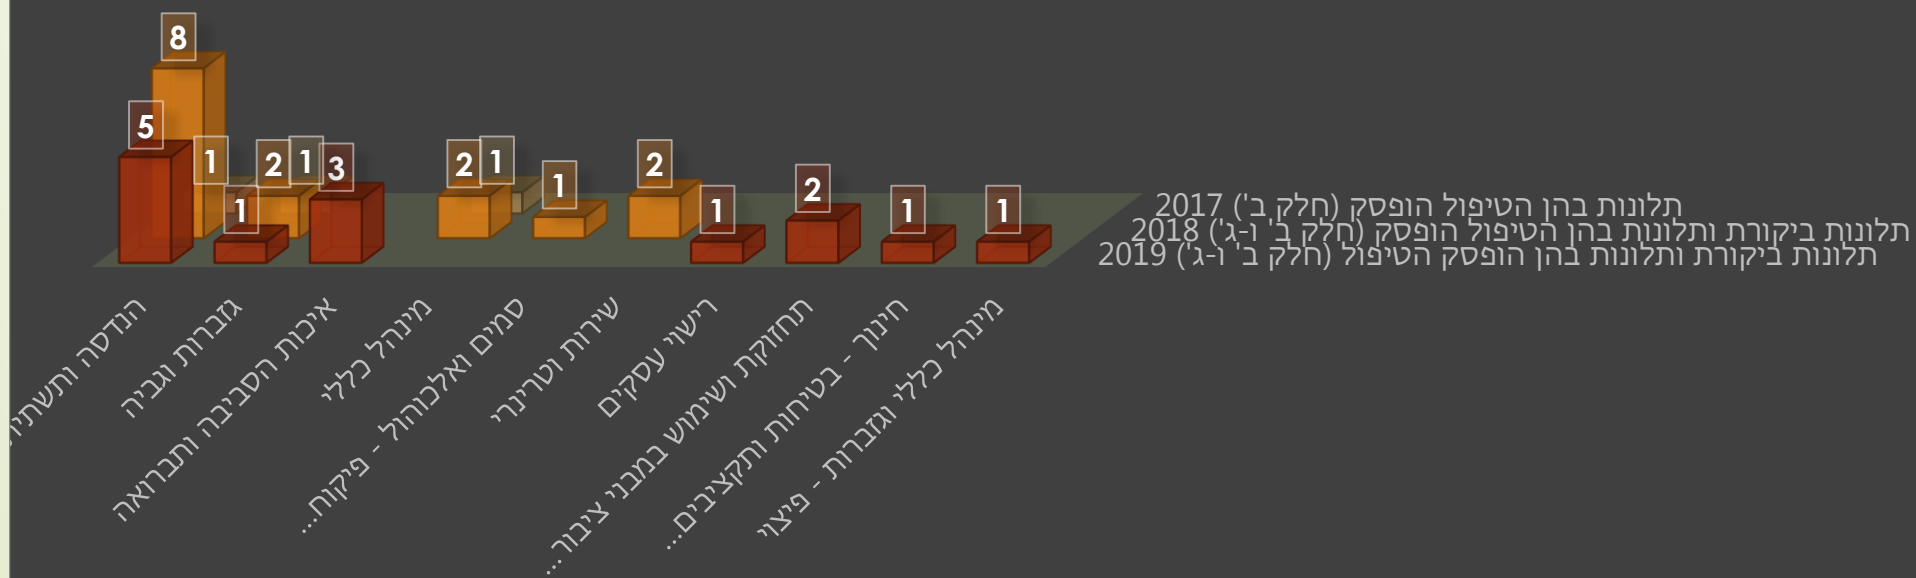 8
5
1
1
2
1
3
2
1
1
2
1
2
1
1
תלונות בהן הטיפול הופסק (חלק ב') 2017
תלונות ביקורת ותלונות בהן הטיפול הופסק (חלק ב' ו-ג') 2018
תלונות ביקורת ותלונות בהן הופסק הטיפול (חלק ב' ו-ג') 2019
הנדסה ותשתיו
גזברות וגביה
איכות הסביבה ותברואה
מינהל כללי
סמים ואלכוהול - פיקוח...
שירות וטרינרי
רישוי עסקים
תחזוקת ושימוש במבני ציבור...
חינוך - בטיחות ותקציבים...
מינהל כללי וגזברות - פיצוי